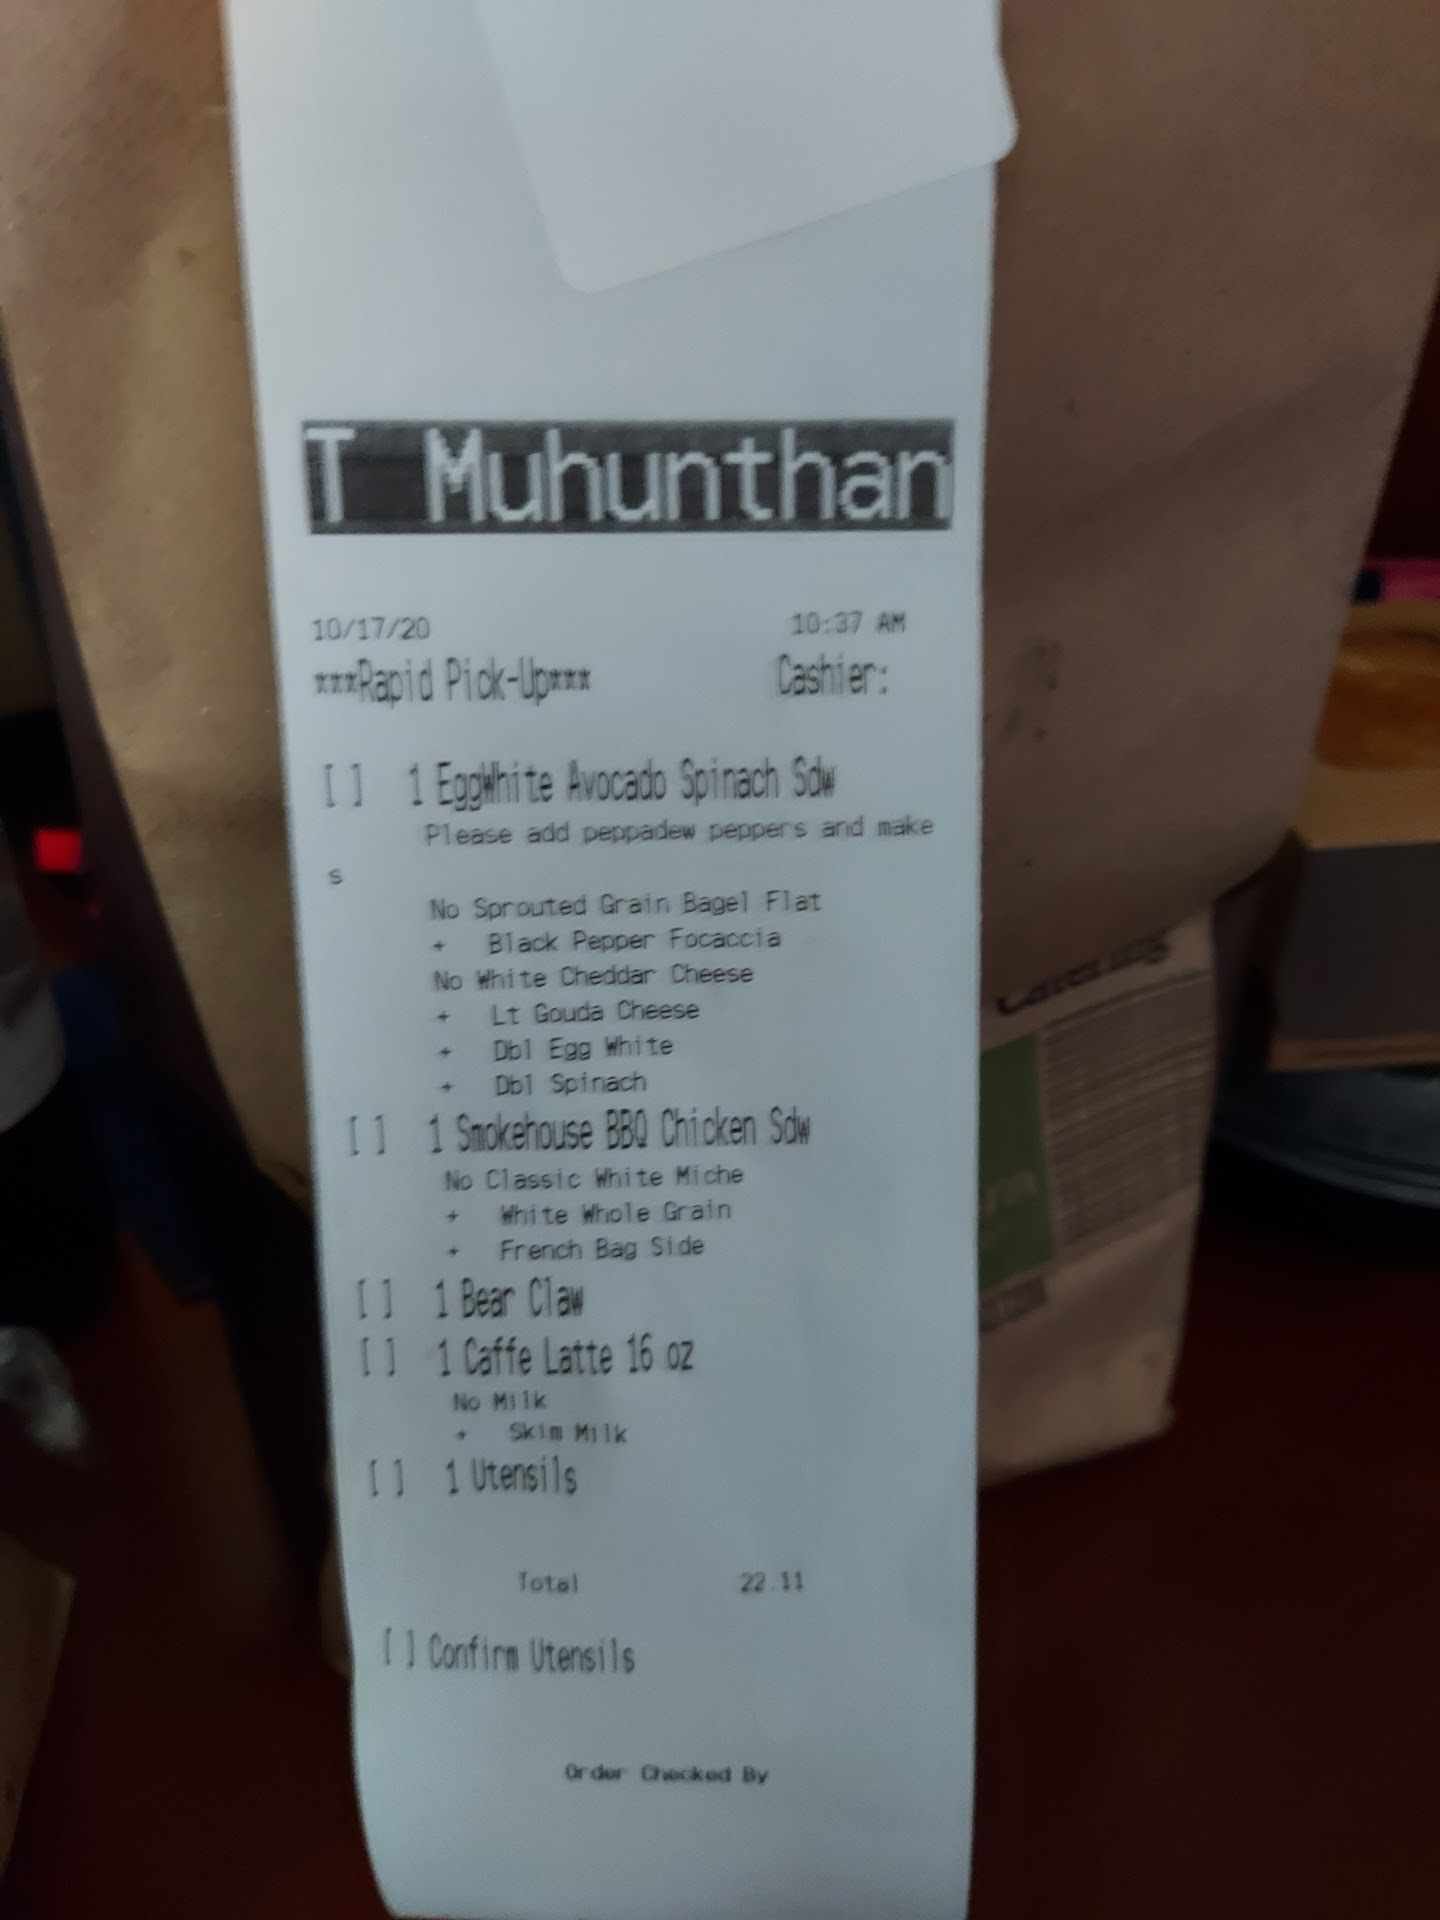 T Muhunthan
10/17/20 10:37 AM
***Rapid Pick-Up*** Cashier:
[ ] 1 EggWhite Avocado Spinach Sdw
Please add peppadew peppers and make
s
No Sprouted Grain Bagel Flat
+ Black Pepper Focaccia
No White Cheddar Cheese
+ Lt Gouda Cheese
+ Dbl Egg White
+ Dbl Spinach
[ ] 1 Smokehouse BBQ Chicken Sdw
No Classic White Miche
+ White Whole Grain
+ French Bag Side
[ ] 1 Bear Claw
[ ] 1 Caffe Latte 16 oz
No Milk
+ Skim Milk
[ ] 1 Utensils
Total 22.11
[ ] Confirm Utensils
Order Checked By